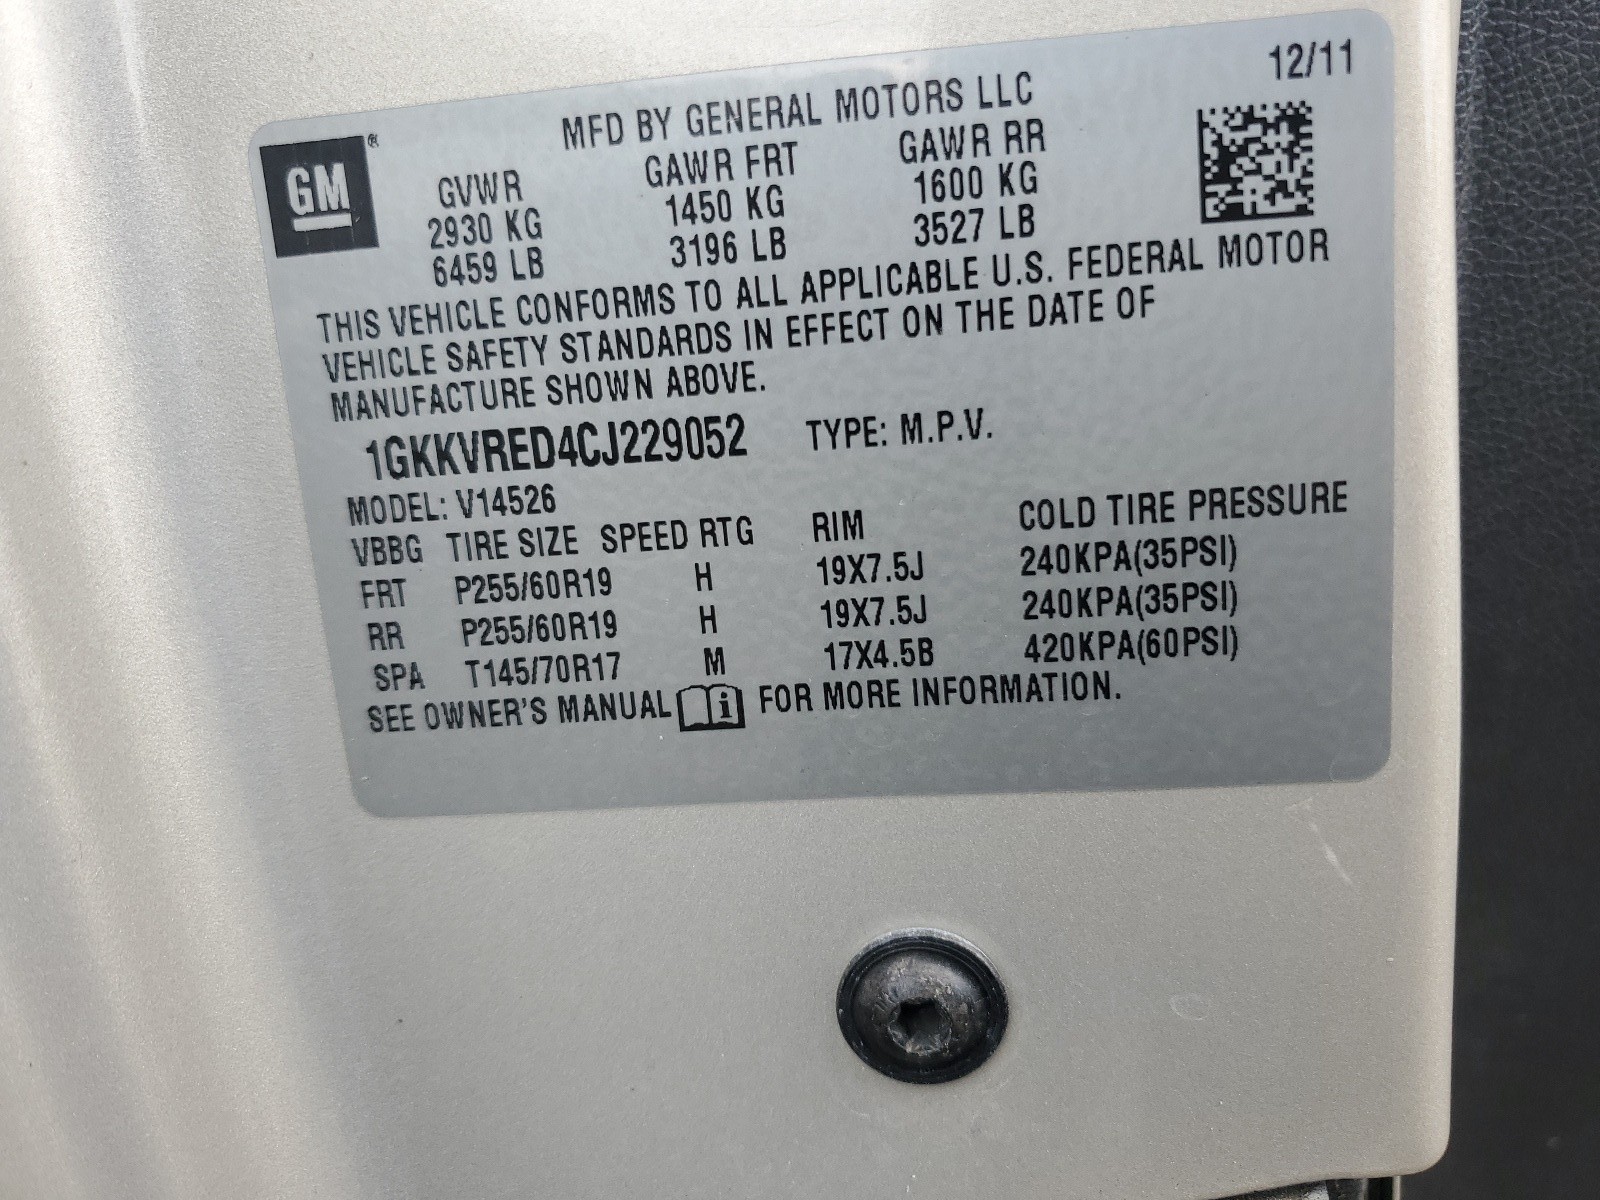 12/11
MFD BY GENERAL MOTORS LLC
GM®
GVWR GAWR FRT GAWR RR
2930 KG 1450 KG 1600 KG
6459 LB 3196 LB 3527 LB
THIS VEHICLE CONFORMS TO ALL APPLICABLE U.S. FEDERAL MOTOR
VEHICLE SAFETY STANDARDS IN EFFECT ON THE DATE OF
MANUFACTURE SHOWN ABOVE.
1GKKVRED4CJ229052 TYPE: M.P.V.
MODEL: V14526
VBBG TIRE SIZE SPEED RTG RIM COLD TIRE PRESSURE
FRT P255/60R19 H 19X7.5J 240KPA(35PSI)
RR P255/60R19 H 19X7.5J 240KPA(35PSI)
SPA T145/70R17 M 17X4.5B 420KPA(60PSI)
SEE OWNER'S MANUAL i FOR MORE INFORMATION.